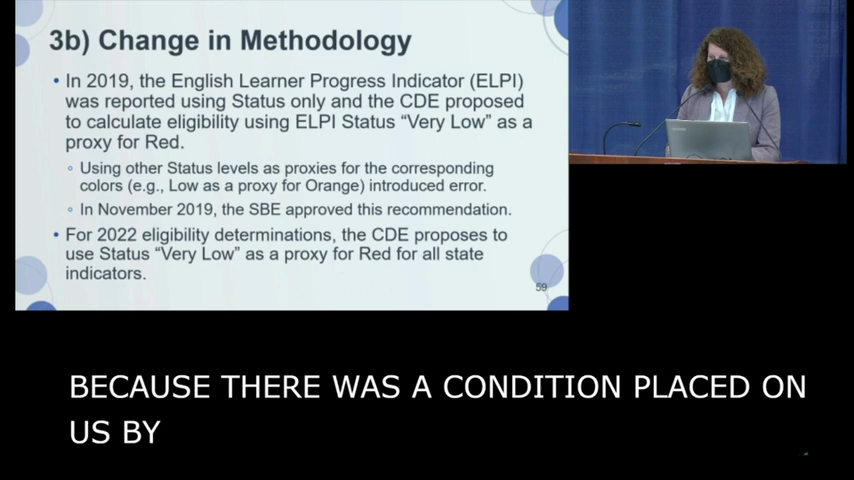 3b) Change in Methodology
• In 2019, the English Learner Progress Indicator (ELPI)
was reported using Status only and the CDE proposed
to calculate eligibility using ELPI Status “Very Low” as a
proxy for Red.
◦ Using other Status levels as proxies for the corresponding
colors (e.g., Low as a proxy for Orange) introduced error.
◦ In November 2019, the SBE approved this recommendation.
• For 2022 eligibility determinations, the CDE proposes to
use Status “Very Low” as a proxy for Red for all state
indicators.
59
BECAUSE THERE WAS A CONDITION PLACED ON
US BY